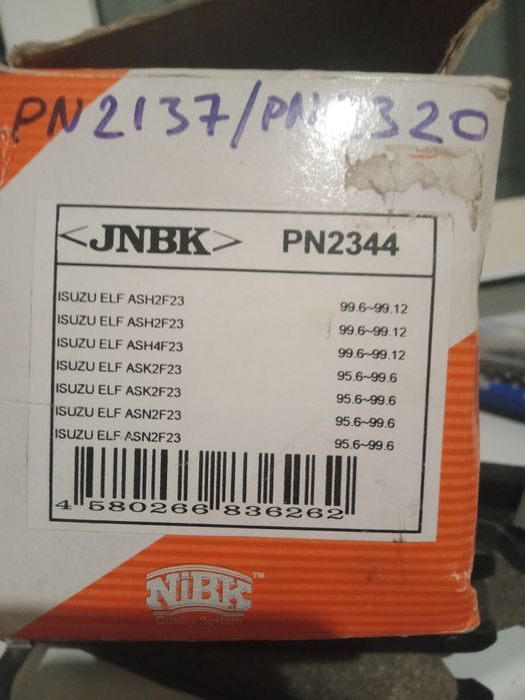 PN2137/PN2320
<JNBK> PN2344
ISUZU ELF ASH2F23 99.6~99.12
ISUZU ELF ASH2F23 99.6~99.12
ISUZU ELF ASH4F23 99.6~99.12
ISUZU ELF ASK2F23 95.6~99.6
ISUZU ELF ASK2F23 95.6~99.6
ISUZU ELF ASN2F23 95.6~99.6
ISUZU ELF ASN2F23 95.6~99.6
4 580266 836262
NiBK™
Quality System